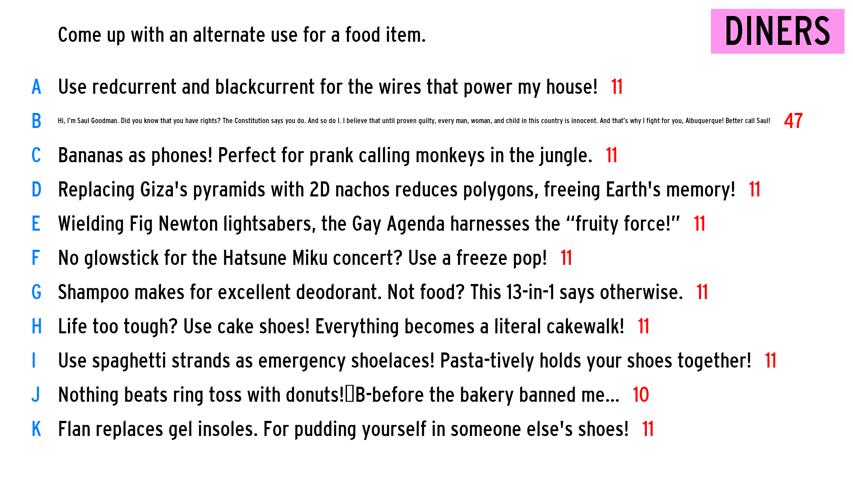 Come up with an alternate use for a food item.
DINERS
A Use redcurrent and blackcurrent for the wires that power my house! 11
B Hi, I'm Saul Goodman. Did you know that you have rights? The Constitution says you do. And so do I. I believe that until proven guilty, every man, woman, and child in this country is innocent. And that's why I fight for you, Albuquerque! Better call Saul! 47
C Bananas as phones! Perfect for prank calling monkeys in the jungle. 11
D Replacing Giza's pyramids with 2D nachos reduces polygons, freeing Earth's memory! 11
E Wielding Fig Newton lightsabers, the Gay Agenda harnesses the “fruity force!” 11
F No glowstick for the Hatsune Miku concert? Use a freeze pop! 11
G Shampoo makes for excellent deodorant. Not food? This 13-in-1 says otherwise. 11
H Life too tough? Use cake shoes! Everything becomes a literal cakewalk! 11
I Use spaghetti strands as emergency shoelaces! Pasta-tively holds your shoes together! 11
J Nothing beats ring toss with donuts!▯B-before the bakery banned me... 10
K Flan replaces gel insoles. For pudding yourself in someone else's shoes! 11